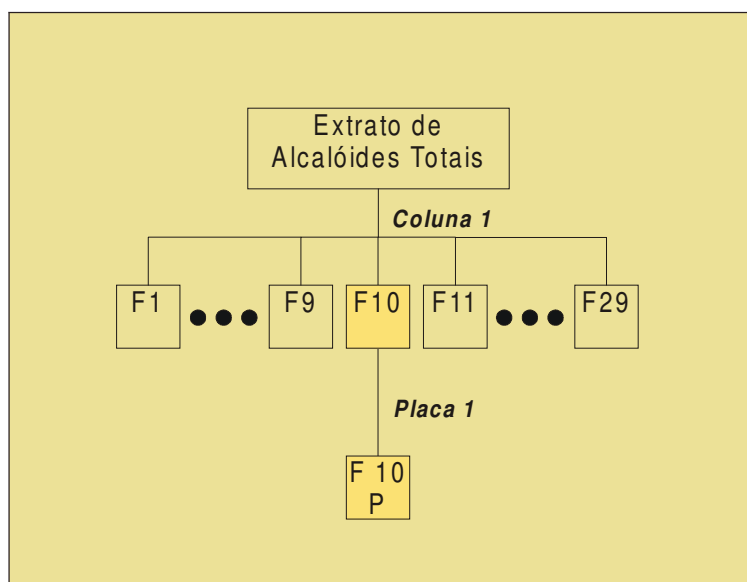 Extrato de
Alcalóides Totais
Coluna 1
F1
F9
F10
F11
F29
Placa 1
F 10
P